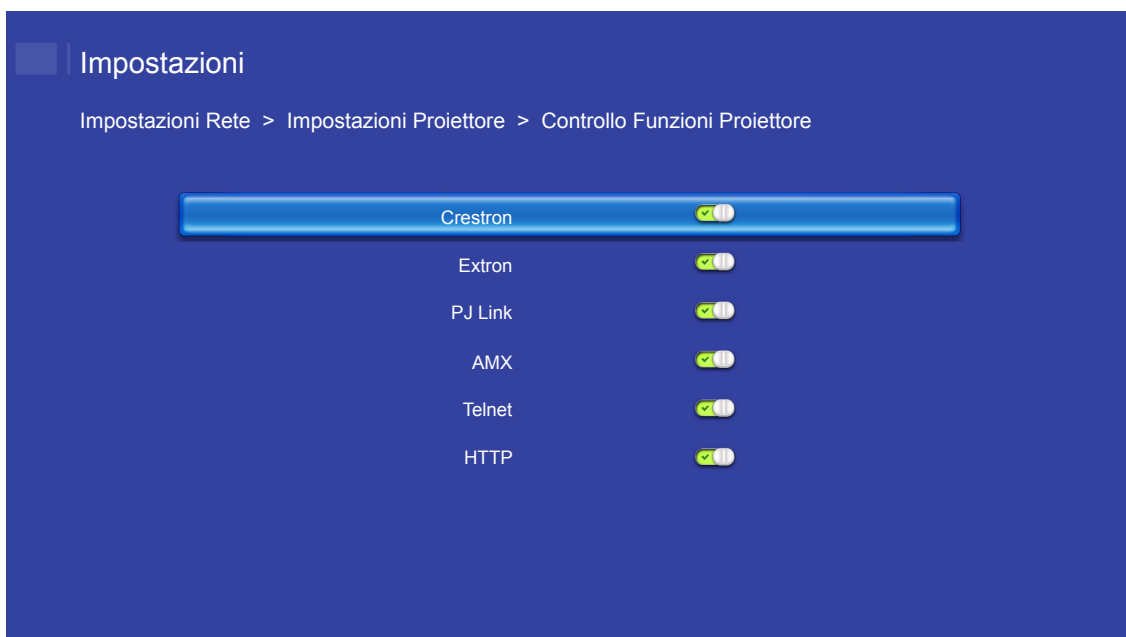 Impostazioni
Impostazioni Rete > Impostazioni Proiettore > Controllo Funzioni Proiettore
Crestron
Extron
PJ Link
AMX
Telnet
HTTP